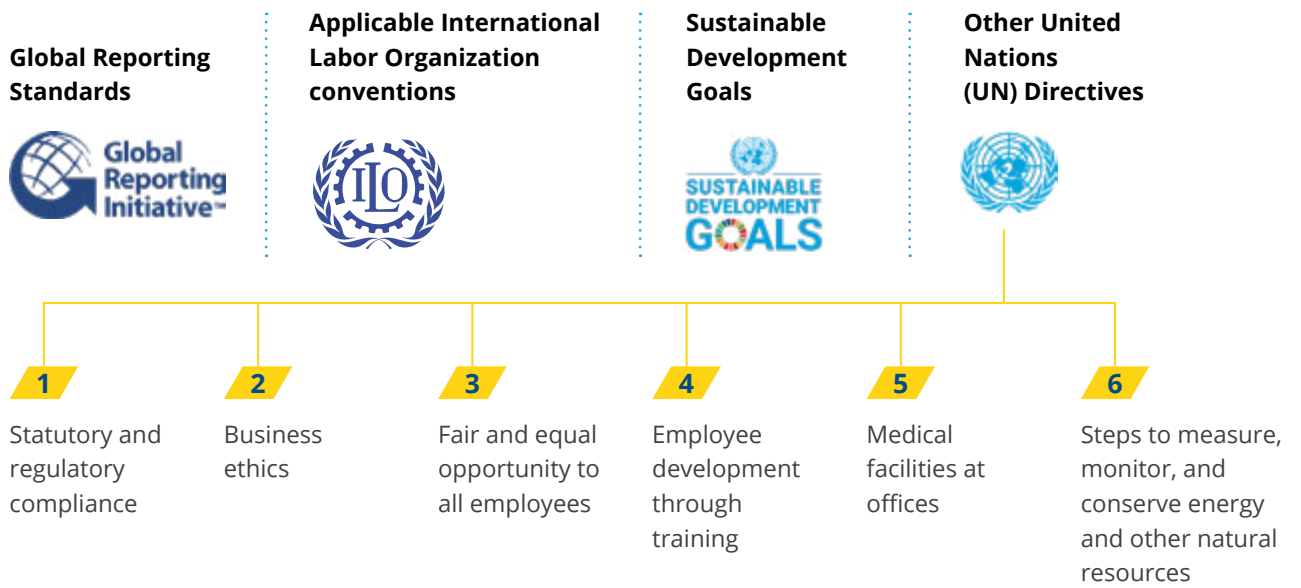 Global Reporting
Standards
Applicable International
Labor Organization
conventions
Sustainable
Development
Goals
Other United
Nations
(UN) Directives
Global
Reporting
Initiative™
ILO
SUSTAINABLE
DEVELOPMENT
GOALS
1
Statutory and
regulatory
compliance
2
Business
ethics
3
Fair and equal
opportunity to
all employees
4
Employee
development
through
training
5
Medical
facilities at
offices
6
Steps to measure,
monitor, and
conserve energy
and other natural
resources